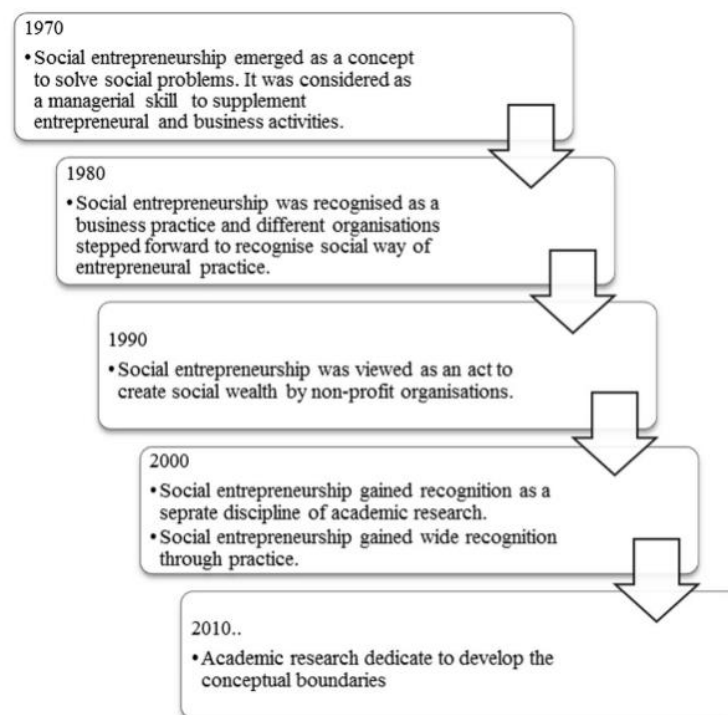 1970
•Social entrepreneurship emerged as a concept
to solve social problems. It was considered as
a managerial skill to supplement
entrepreneural and business activities.
1980
•Social entrepreneurship was recognised as a
business practice and different organisations
stepped forward to recognise social way of
entrepreneural practice.
1990
•Social entrepreneurship was viewed as an act to
create social wealth by non-profit organisations.
2000
•Social entrepreneurship gained recognition as a
seprate discipline of academic research.
•Social entrepreneurship gained wide recognition
through practice.
2010..
•Academic research dedicate to develop the
conceptual boundaries